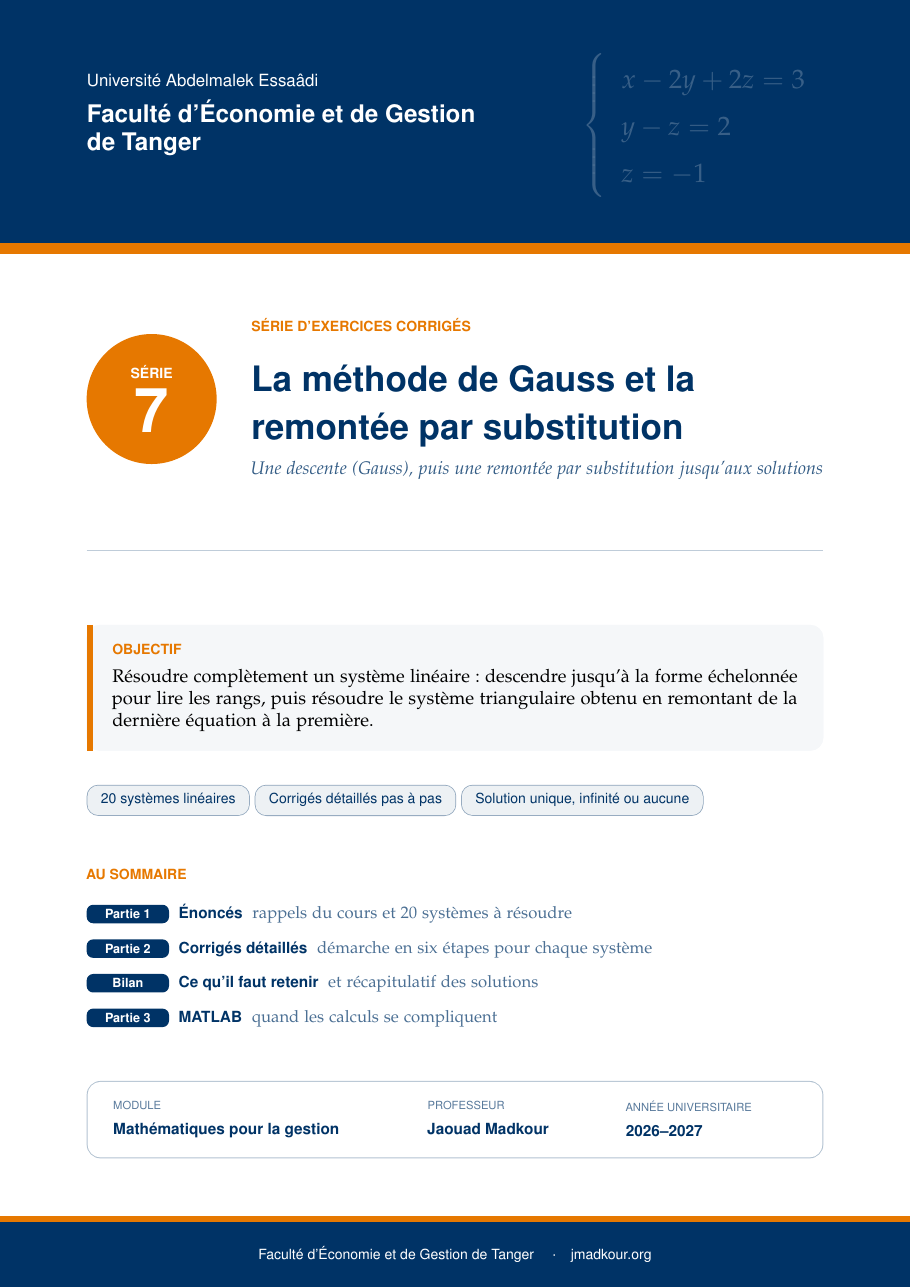 Université Abdelmalek Essaâdi
Faculté d'Économie et de Gestion
de Tanger
x − 2y + 2z = 3
y − z = 2
z = −1
SÉRIE D'EXERCICES CORRIGÉS
SÉRIE
7
La méthode de Gauss et la
remontée par substitution
Une descente (Gauss), puis une remontée par substitution jusqu'aux solutions
OBJECTIF
Résoudre complètement un système linéaire : descendre jusqu'à la forme échelonnée
pour lire les rangs, puis résoudre le système triangulaire obtenu en remontant de la
dernière équation à la première.
20 systèmes linéaires
Corrigés détaillés pas à pas
Solution unique, infinité ou aucune
AU SOMMAIRE
Partie 1 Énoncés rappels du cours et 20 systèmes à résoudre
Partie 2 Corrigés détaillés démarche en six étapes pour chaque système
Bilan Ce qu'il faut retenir et récapitulatif des solutions
Partie 3 MATLAB quand les calculs se compliquent
MODULE
Mathématiques pour la gestion
PROFESSEUR
Jaouad Madkour
ANNÉE UNIVERSITAIRE
2026–2027
Faculté d'Économie et de Gestion de Tanger · jmadkour.org